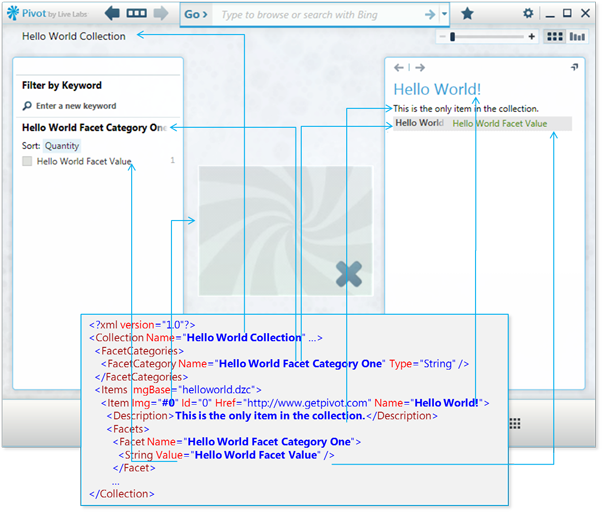 Pivot by Live Labs
Go > Type to browse or search with Bing
Hello World Collection
Filter by Keyword
Enter a new keyword
Hello World Facet Category One
Sort: Quantity
Hello World Facet Value 1
Hello World!
This is the only item in the collection.
Hello World Hello World Facet Value
<?xml version="1.0"?>
<Collection Name="Hello World Collection" ...>
<FacetCategories>
<FacetCategory Name="Hello World Facet Category One" Type="String" />
</FacetCategories>
<Items ImgBase="helloworld.dzc">
<Item Img="#0" Id="0" Href="http://www.getpivot.com" Name="Hello World!">
<Description>This is the only item in the collection.</Description>
<Facets>
<Facet Name="Hello World Facet Category One">
<String Value="Hello World Facet Value" />
</Facet>
...
</Collection>